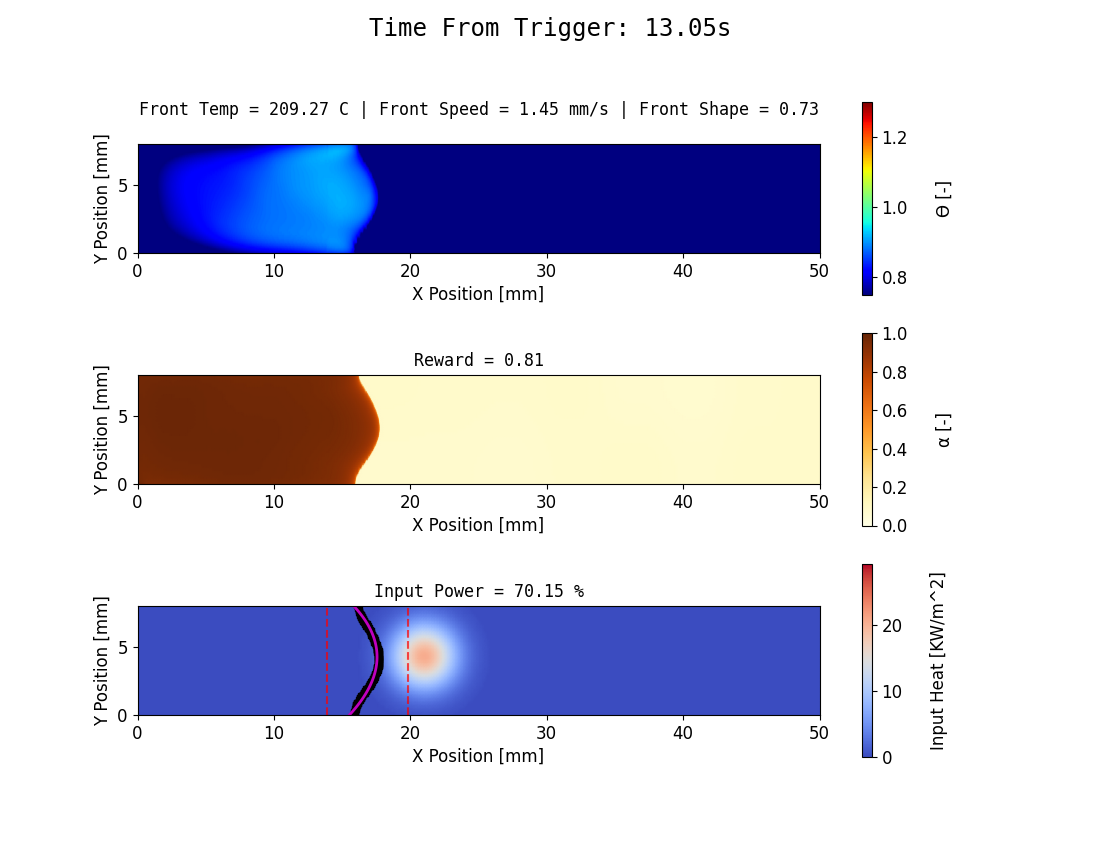 Time From Trigger: 13.05s
Front Temp = 209.27 C | Front Speed = 1.45 mm/s | Front Shape = 0.73
Y Position [mm]
5
0
0 10 20 30 40 50
X Position [mm]
1.2
1.0
0.8
Θ [-]
Reward = 0.81
Y Position [mm]
5
0
0 10 20 30 40 50
X Position [mm]
1.0
0.8
0.6
0.4
0.2
0.0
α [-]
Input Power = 70.15 %
Y Position [mm]
5
0
0 10 20 30 40 50
X Position [mm]
20
10
0
Input Heat [KW/m^2]